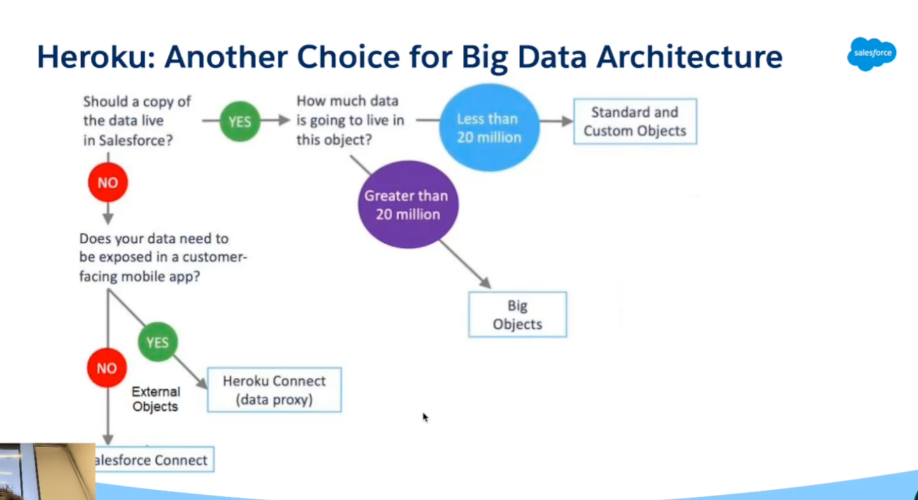 Heroku: Another Choice for Big Data Architecture
salesforce
Should a copy of
the data live
in Salesforce?
YES
How much data
is going to live in
this object?
Less than
20 million
Standard and
Custom Objects
NO
Greater than
20 million
Does your data need to
be exposed in a customer-
facing mobile app?
Big
Objects
YES
NO
External
Objects
Heroku Connect
(data proxy)
alesforce Connect